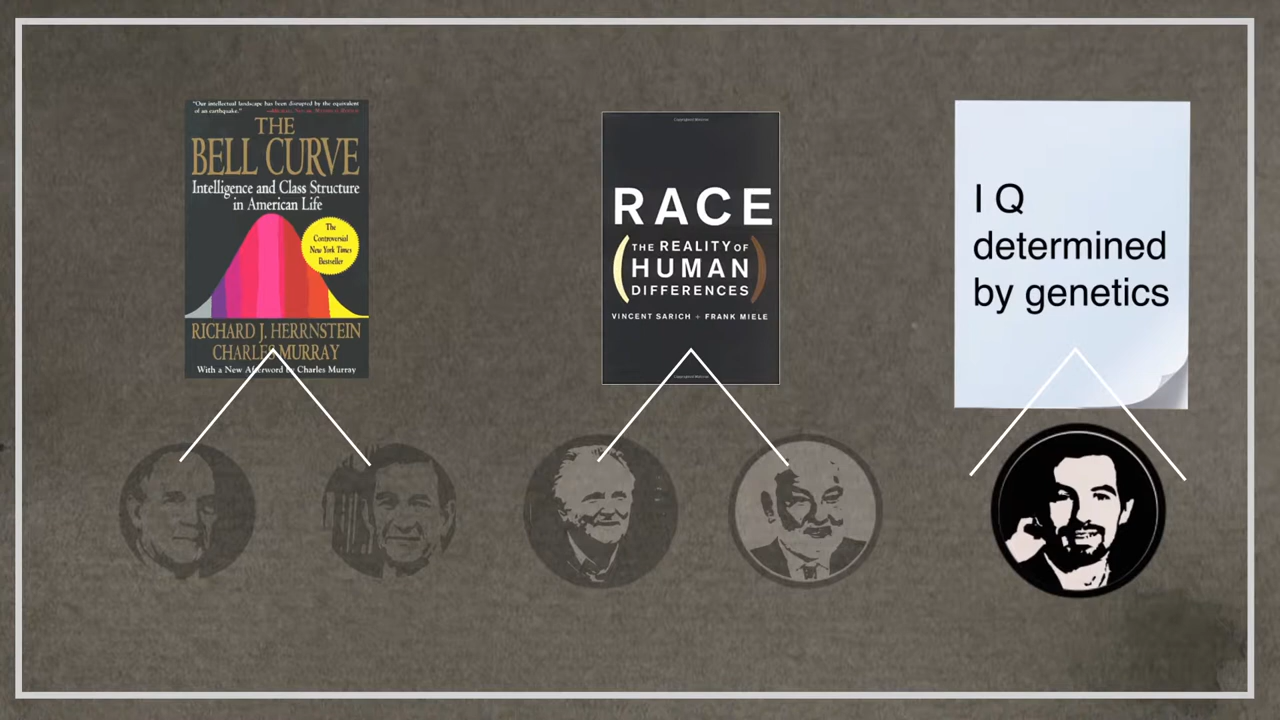 "Our intellectual landscape has been disrupted by the equivalent
of an earthquake."
THE
BELL CURVE
Intelligence and Class Structure
in American Life
The
Controversial
New York Times
Bestseller
RICHARD J. HERRNSTEIN
CHARLES MURRAY
With a New Afterword by Charles Murray
RACE
THE REALITY OF
HUMAN
DIFFERENCES
VINCENT SARICH + FRANK MIELE
I Q
determined
by genetics